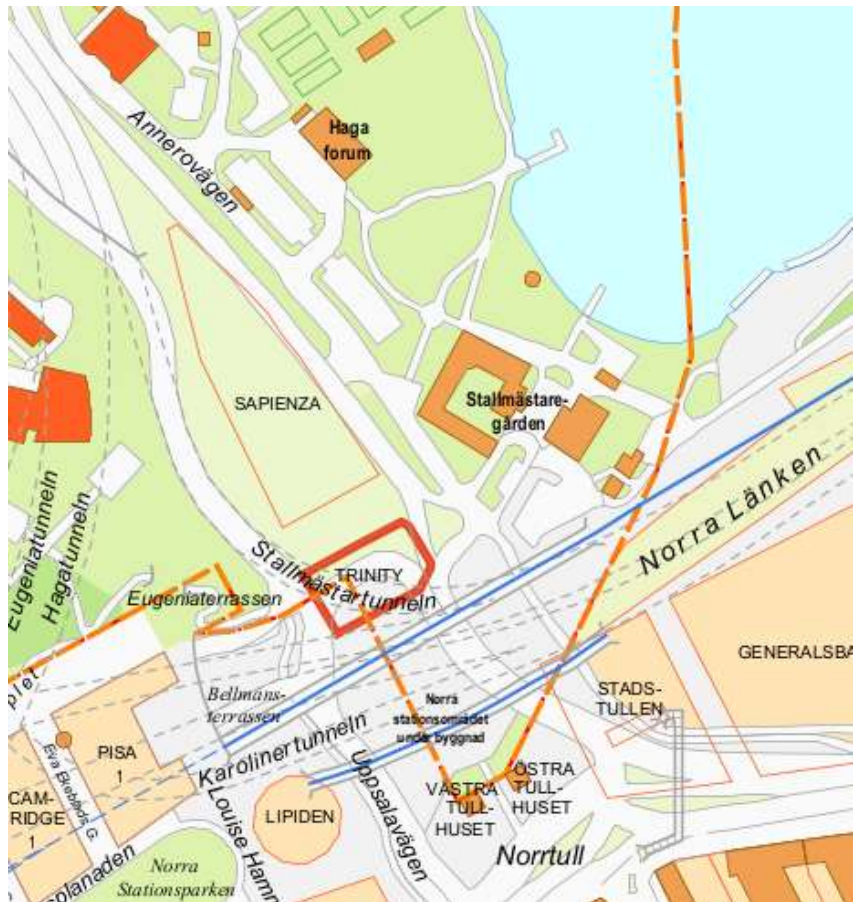 Annerovägen
Haga
forum
SAPIENZA
Stallmästare-
gården
Eugeniatunneln
Hagatunneln
Norra Länken
Stallmästartunneln
TRINITY
Eugeniaterrassen
GENERALSBA
plet
Bellmans-
terrassen
Norra
stationsområdet
under byggnad
STADS-
TULLEN
Karolinertunneln
PISA
1
Eva Ekeblads G.
Uppsalavägen
VÄSTRA
TULL-
HUSET
ÖSTRA
TULL-
HUSET
CAM-
RIDGE
1
LIPIDEN
Louise Hamm
Norrtull
splanaden
Norra
Stationsparken